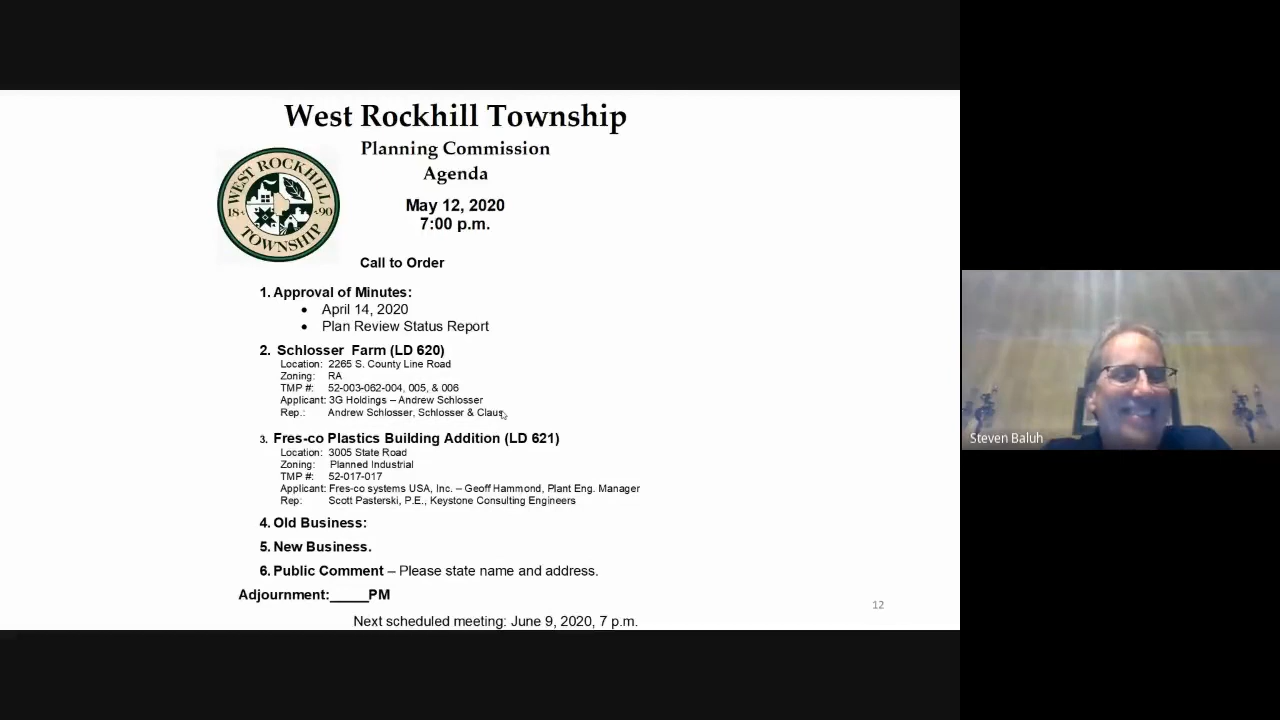 West Rockhill Township
Planning Commission
Agenda
May 12, 2020
7:00 p.m.
WEST ROCKHILL
18 90
TOWNSHIP
Call to Order
1. Approval of Minutes:
• April 14, 2020
• Plan Review Status Report
2. Schlosser Farm (LD 620)
Location: 2265 S. County Line Road
Zoning: RA
TMP #: 52-003-062-004, 005, & 006
Applicant: 3G Holdings – Andrew Schlosser
Rep.: Andrew Schlosser, Schlosser & Claus
3. Fres-co Plastics Building Addition (LD 621)
Location: 3005 State Road
Zoning: Planned Industrial
TMP #: 52-017-017
Applicant: Fres-co systems USA, Inc. – Geoff Hammond, Plant Eng. Manager
Rep: Scott Pasterski, P.E., Keystone Consulting Engineers
4. Old Business:
5. New Business.
6. Public Comment – Please state name and address.
Adjournment:_____PM
12
Next scheduled meeting: June 9, 2020, 7 p.m.
Steven Baluh